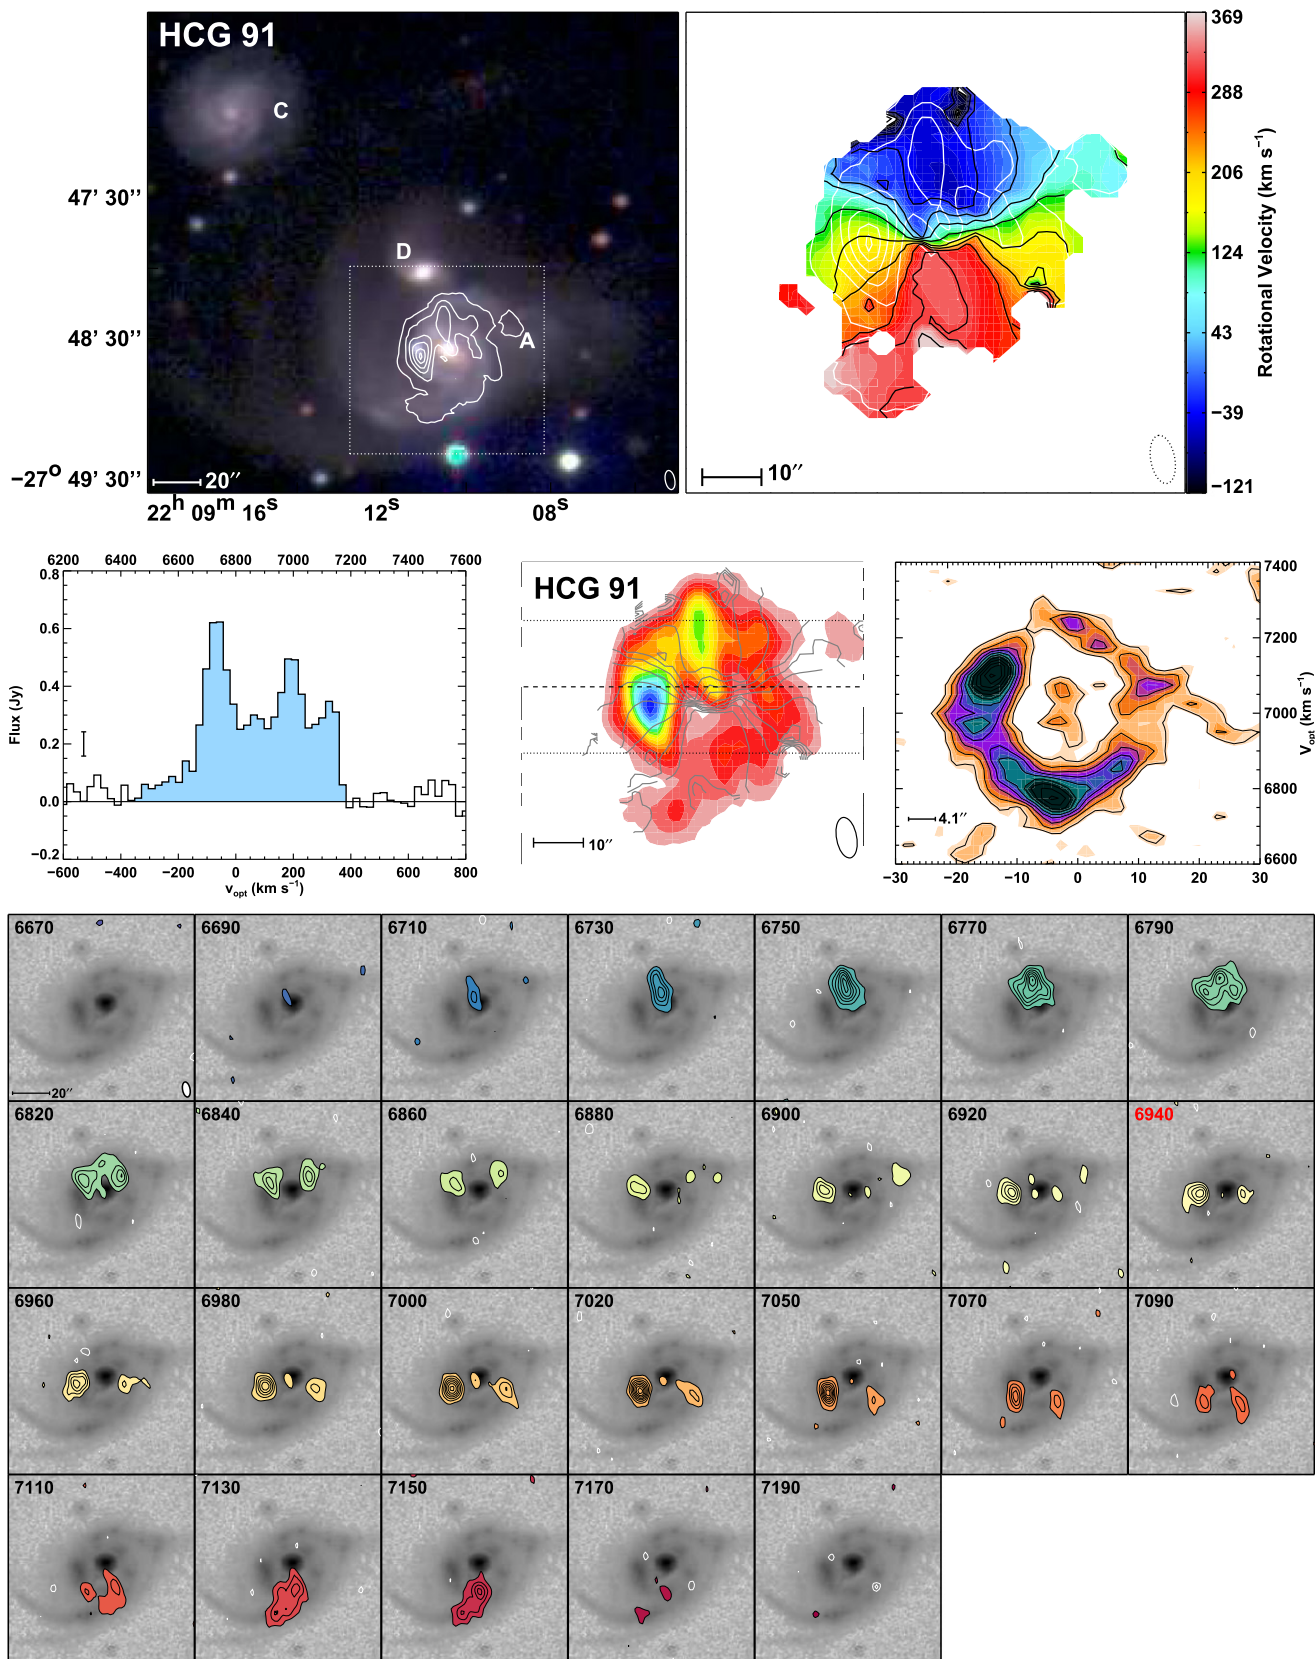 HCG 91
C
D
A
47' 30''
48' 30''
−27° 49' 30''
20''
22h 09m 16s
12s
08s
10''
369
288
206
124
43
−39
−121
Rotational Velocity (km s−1)
6200 6400 6600 6800 7000 7200 7400 7600
0.8
0.6
0.4
0.2
0.0
−0.2
Flux (Jy)
−600 −400 −200 0 200 400 600 800
vopt (km s−1)
HCG 91
10''
7400
7200
7000
6800
6600
Vopt (km s−1)
4.1''
−30 −20 −10 0 10 20 30
6670 6690 6710 6730 6750 6770 6790
20''
6820 6840 6860 6880 6900 6920 6940
6960 6980 7000 7020 7050 7070 7090
7110 7130 7150 7170 7190